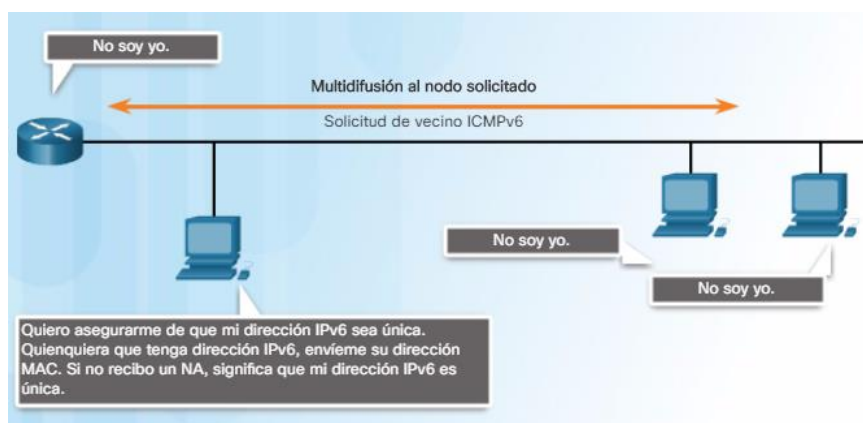 No soy yo.
Multidifusión al nodo solicitado
Solicitud de vecino ICMPv6
No soy yo.
No soy yo.
Quiero asegurarme de que mi dirección IPv6 sea única.
Quienquiera que tenga dirección IPv6, envíeme su dirección
MAC. Si no recibo un NA, significa que mi dirección IPv6 es
única.